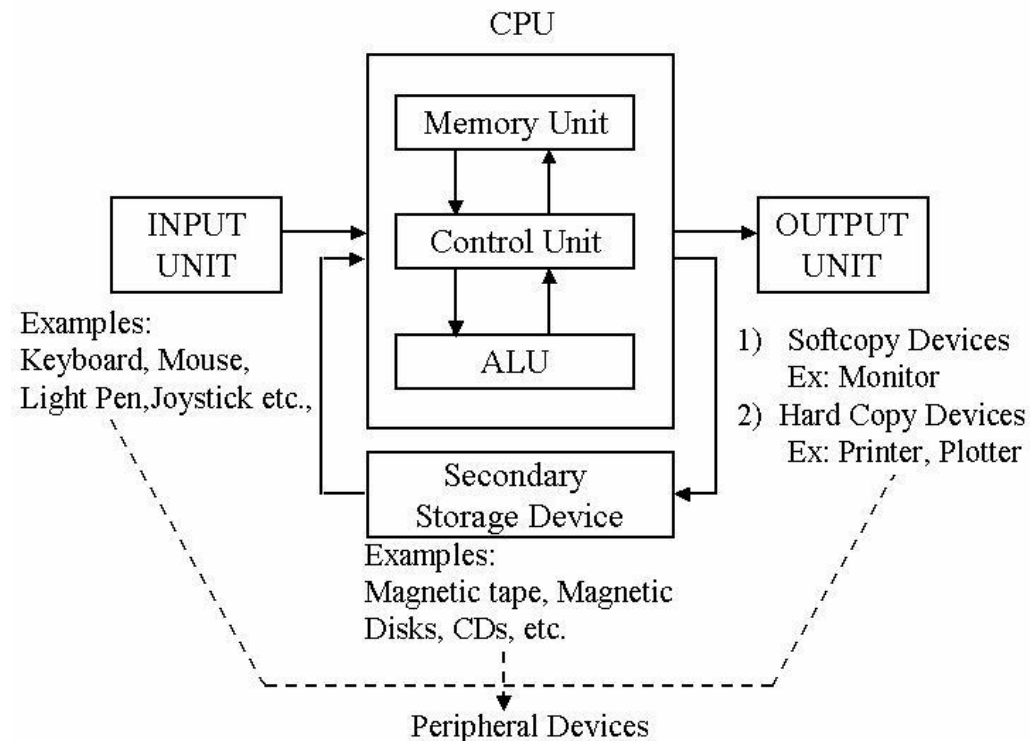 CPU
Memory Unit
Control Unit
ALU
INPUT
UNIT
Examples:
Keyboard, Mouse,
Light Pen,Joystick etc.,
OUTPUT
UNIT
1) Softcopy Devices
Ex: Monitor
2) Hard Copy Devices
Ex: Printer, Plotter
Secondary
Storage Device
Examples:
Magnetic tape, Magnetic
Disks, CDs, etc.
Peripheral Devices